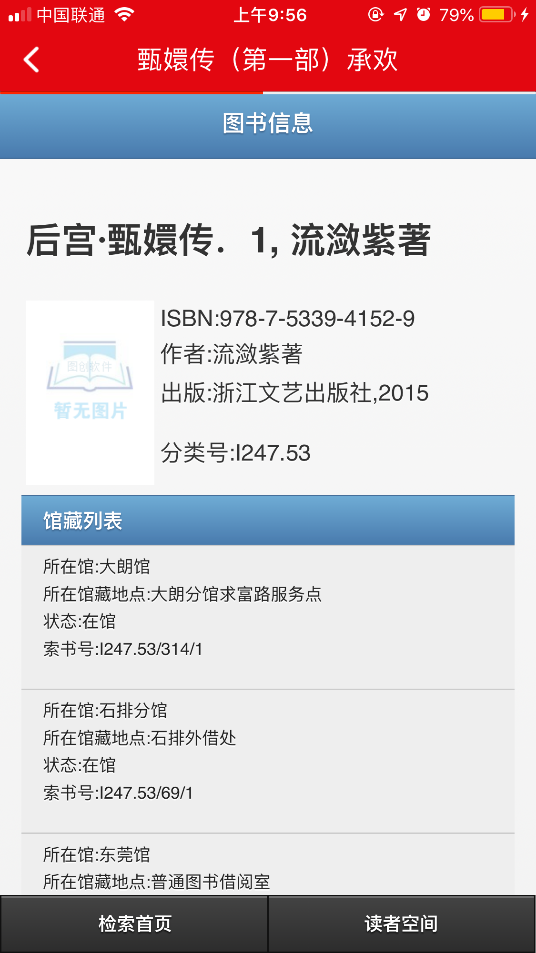 中国联通 上午9:56 79%
甄嬛传（第一部）承欢
图书信息
后宫·甄嬛传．1, 流潋紫著
ISBN:978-7-5339-4152-9
作者:流潋紫著
出版:浙江文艺出版社,2015
图创软件
暂无图片
分类号:I247.53
馆藏列表
所在馆:大朗馆
所在馆藏地点:大朗分馆求富路服务点
状态:在馆
索书号:I247.53/314/1
所在馆:石排分馆
所在馆藏地点:石排外借处
状态:在馆
索书号:I247.53/69/1
所在馆:东莞馆
所在馆藏地点:普通图书借阅室
检索首页 读者空间